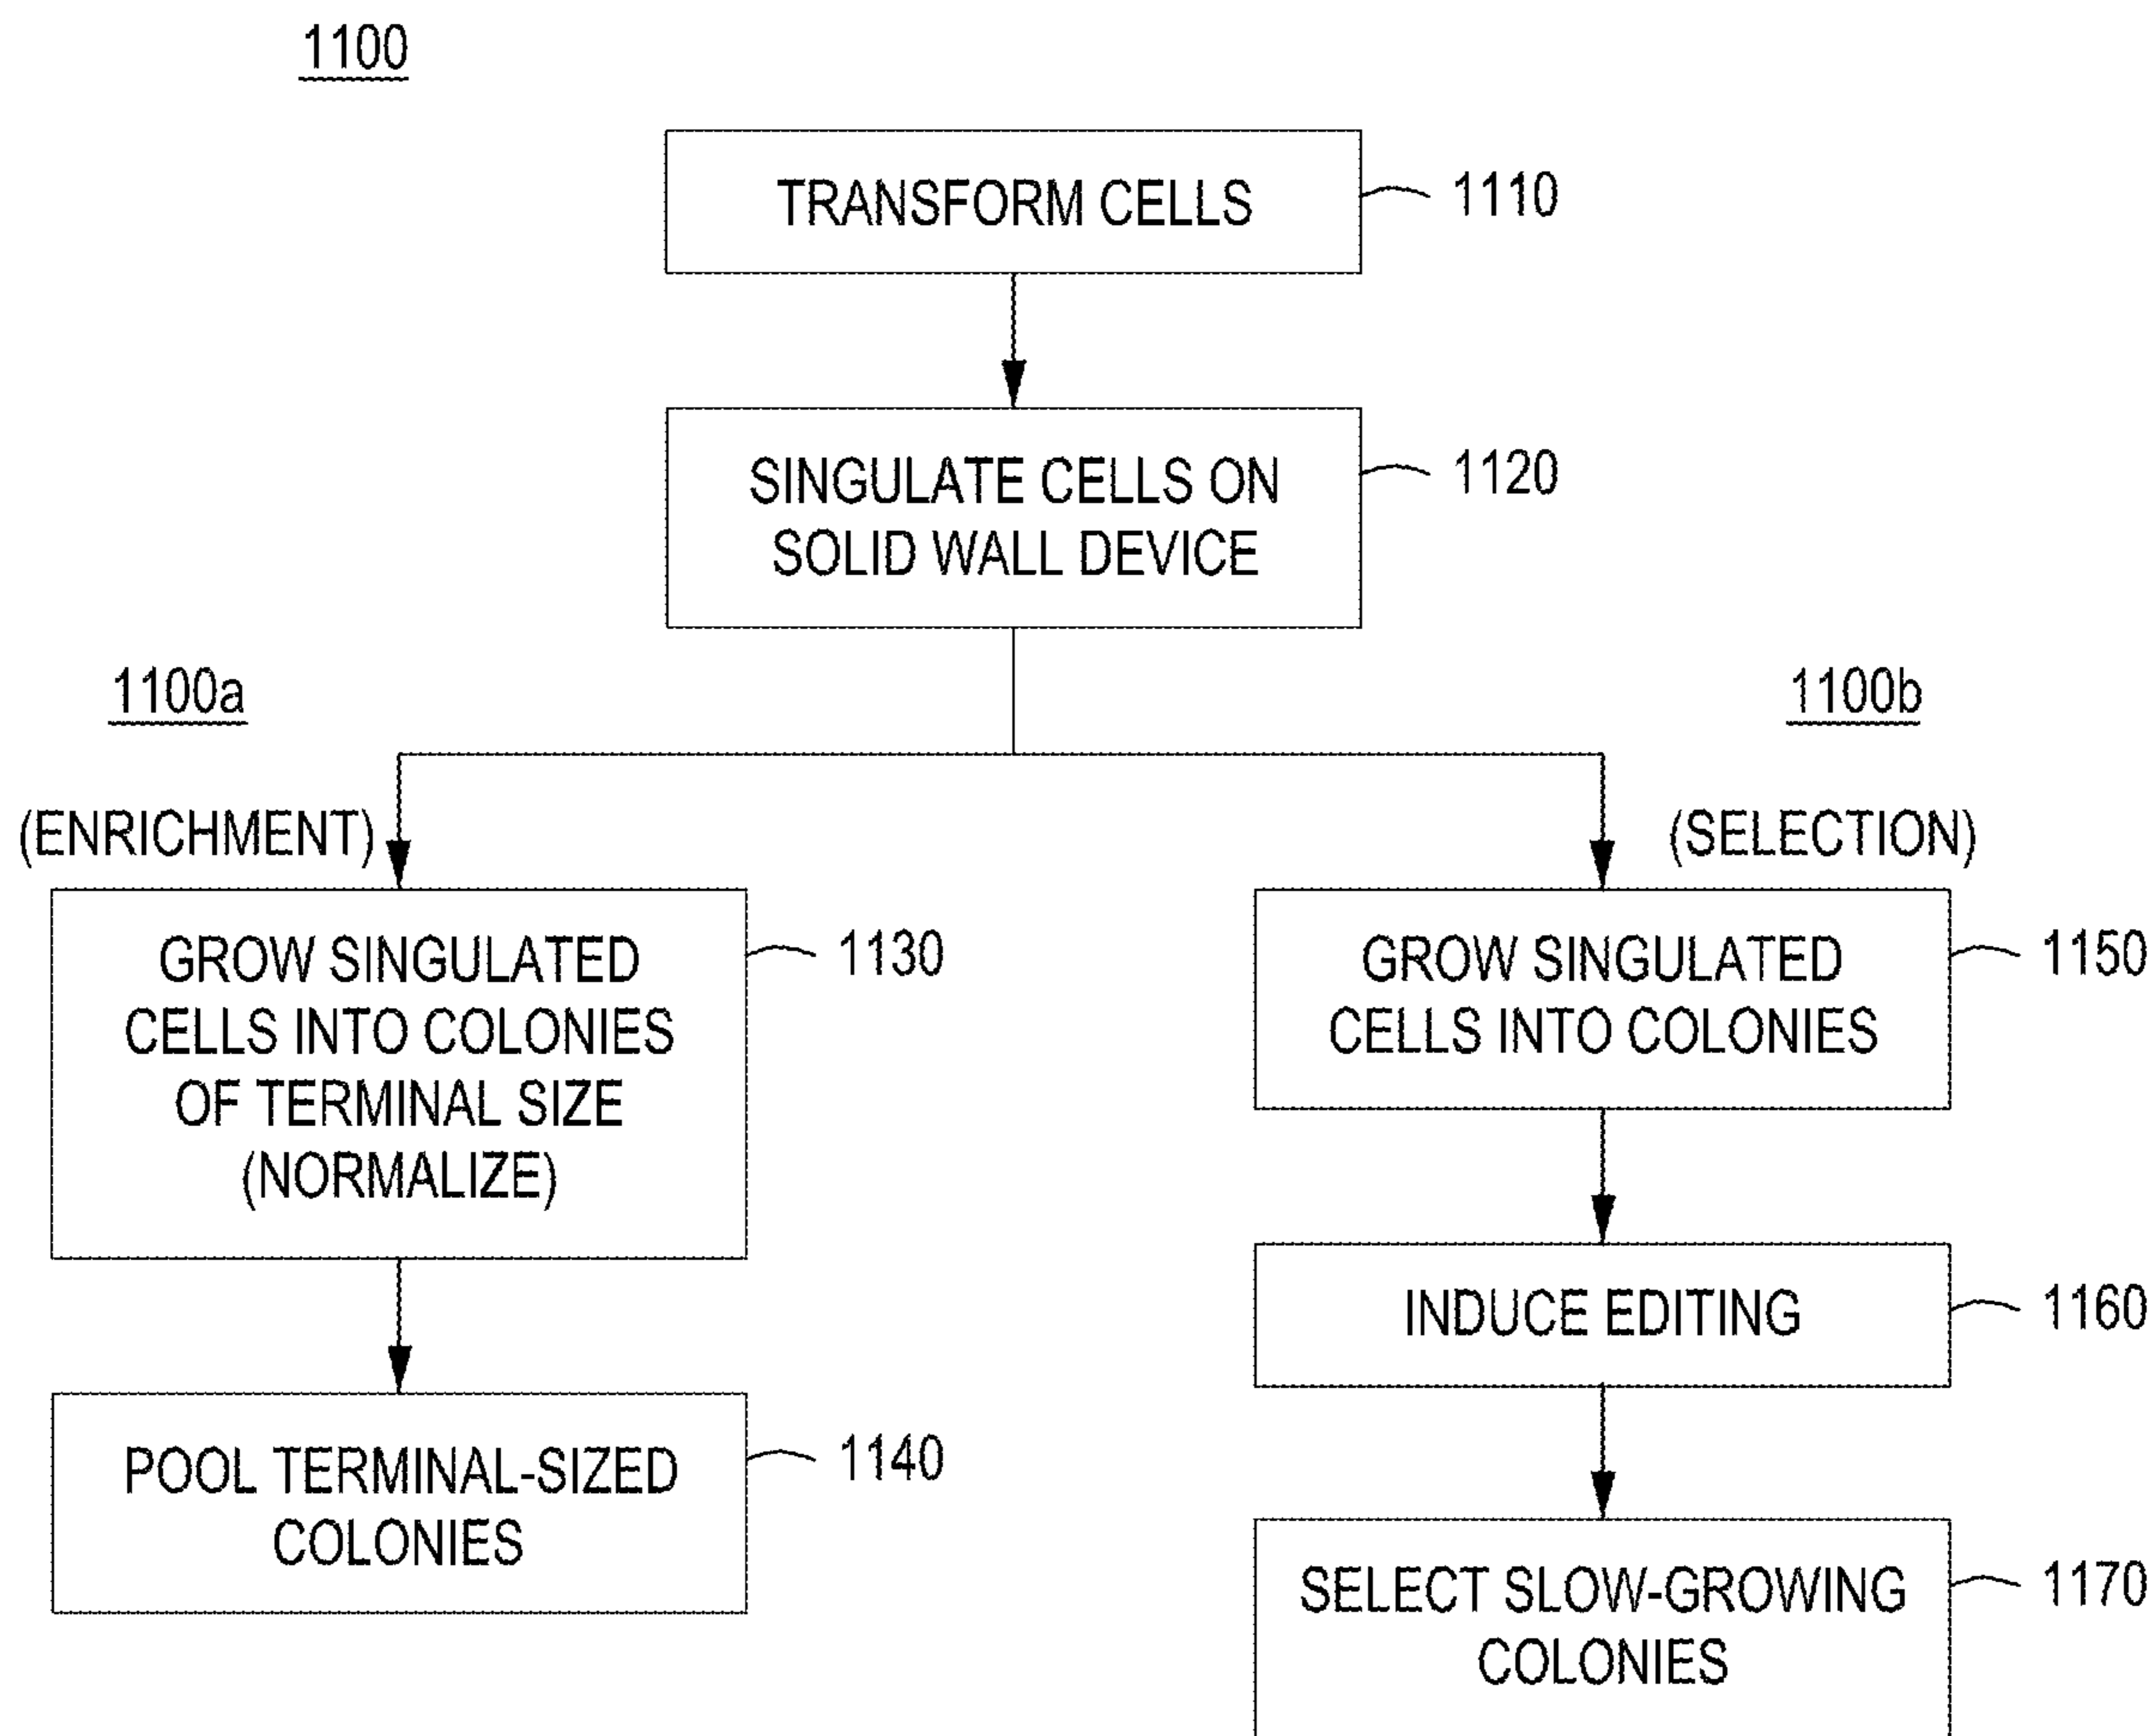 1100
TRANSFORM CELLS
1110
SINGULATE CELLS ON
SOLID WALL DEVICE
1120
1100a
1100b
(ENRICHMENT)
(SELECTION)
GROW SINGULATED
CELLS INTO COLONIES
OF TERMINAL SIZE
(NORMALIZE)
1130
POOL TERMINAL-SIZED
COLONIES
1140
GROW SINGULATED
CELLS INTO COLONIES
1150
INDUCE EDITING
1160
SELECT SLOW-GROWING
COLONIES
1170